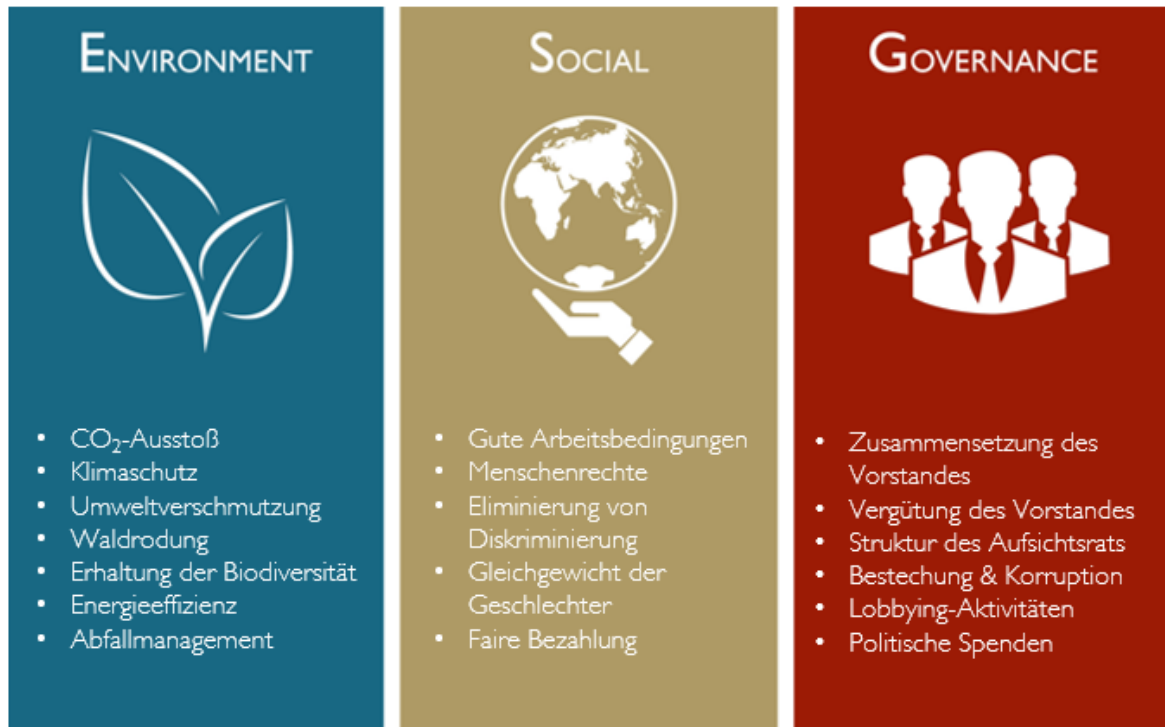 ENVIRONMENT
• CO₂-Ausstoß
• Klimaschutz
• Umweltverschmutzung
• Waldrodung
• Erhaltung der Biodiversität
• Energieeffizienz
• Abfallmanagement
SOCIAL
• Gute Arbeitsbedingungen
• Menschenrechte
• Eliminierung von
Diskriminierung
• Gleichgewicht der
Geschlechter
• Faire Bezahlung
GOVERNANCE
• Zusammensetzung des
Vorstandes
• Vergütung des Vorstandes
• Struktur des Aufsichtsrats
• Bestechung & Korruption
• Lobbying-Aktivitäten
• Politische Spenden